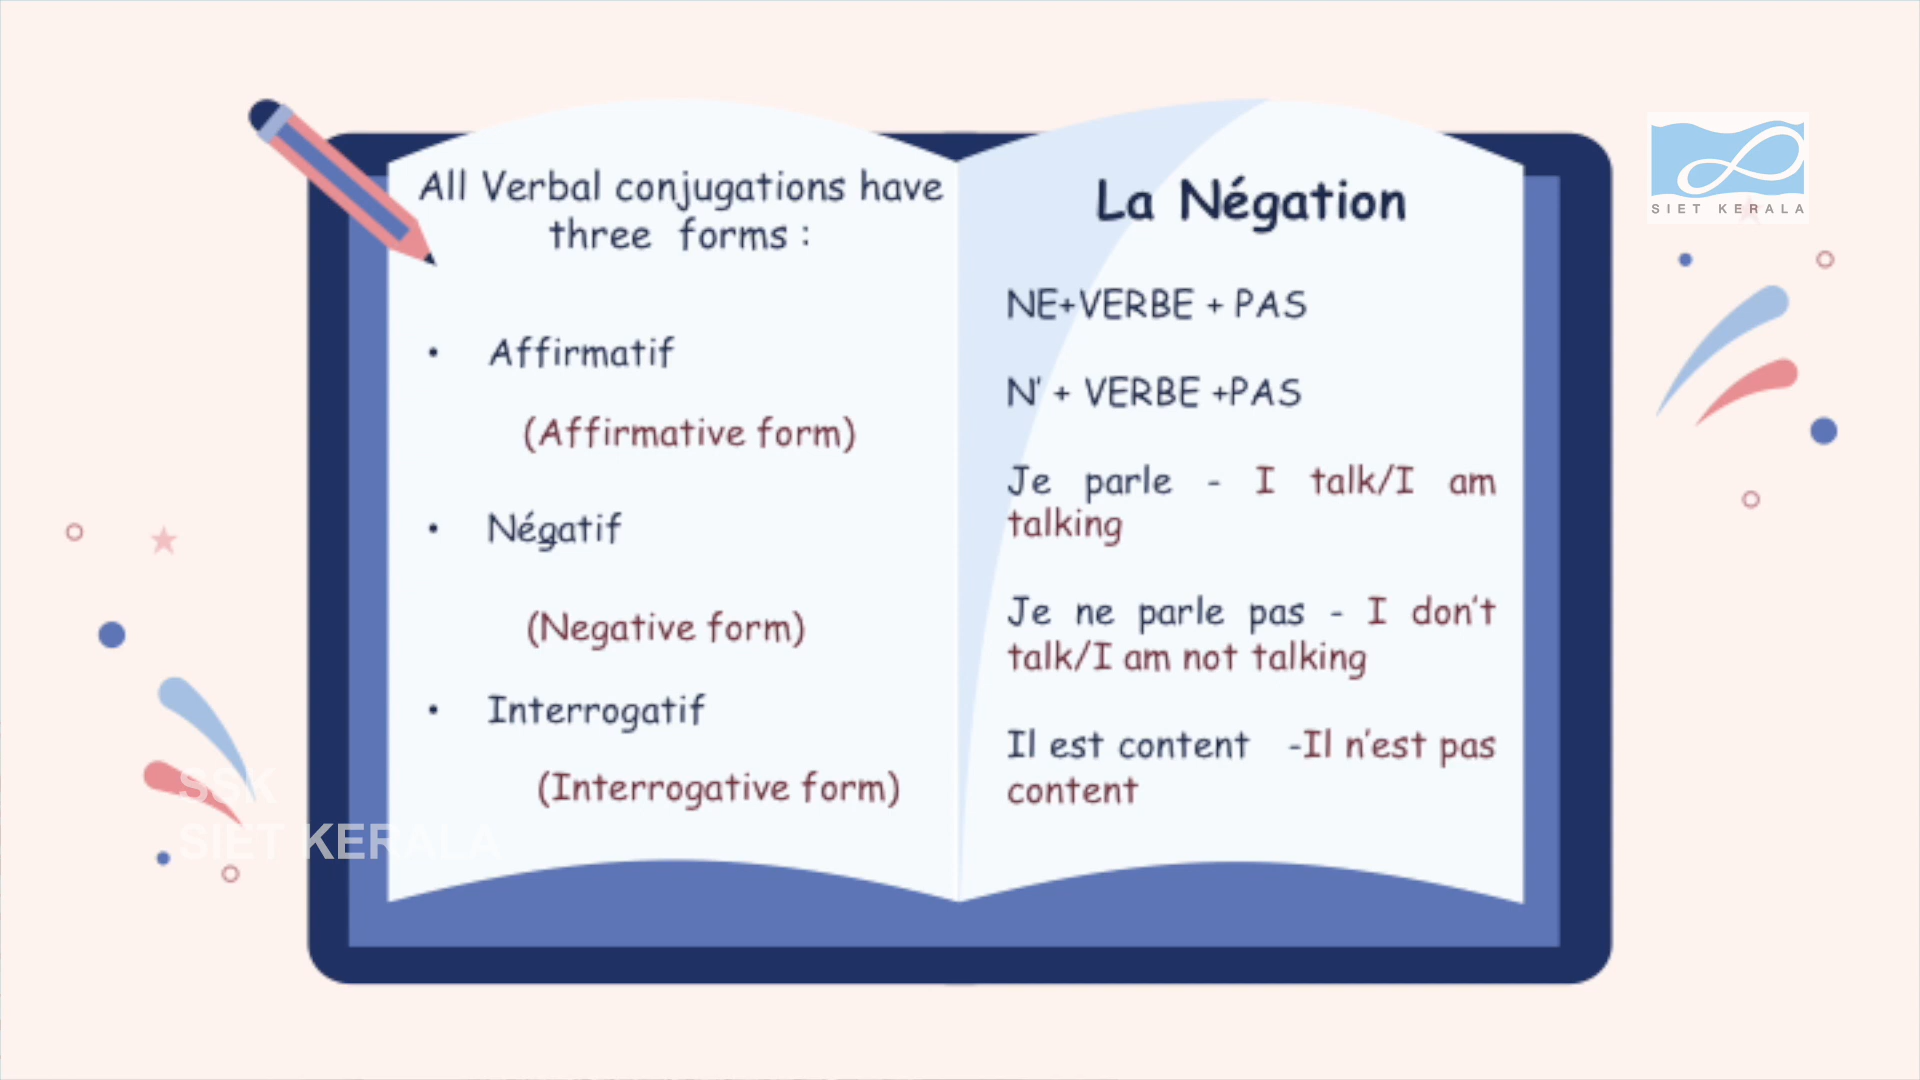 All Verbal conjugations have
three forms :
• Affirmatif
(Affirmative form)
• Négatif
(Negative form)
• Interrogatif
(Interrogative form)
La Négation
NE+VERBE + PAS
N' + VERBE +PAS
Je parle - I talk/I am
talking
Je ne parle pas - I don't
talk/I am not talking
Il est content -Il n'est pas
content
SIET KERALA
SSK
SIET KERALA